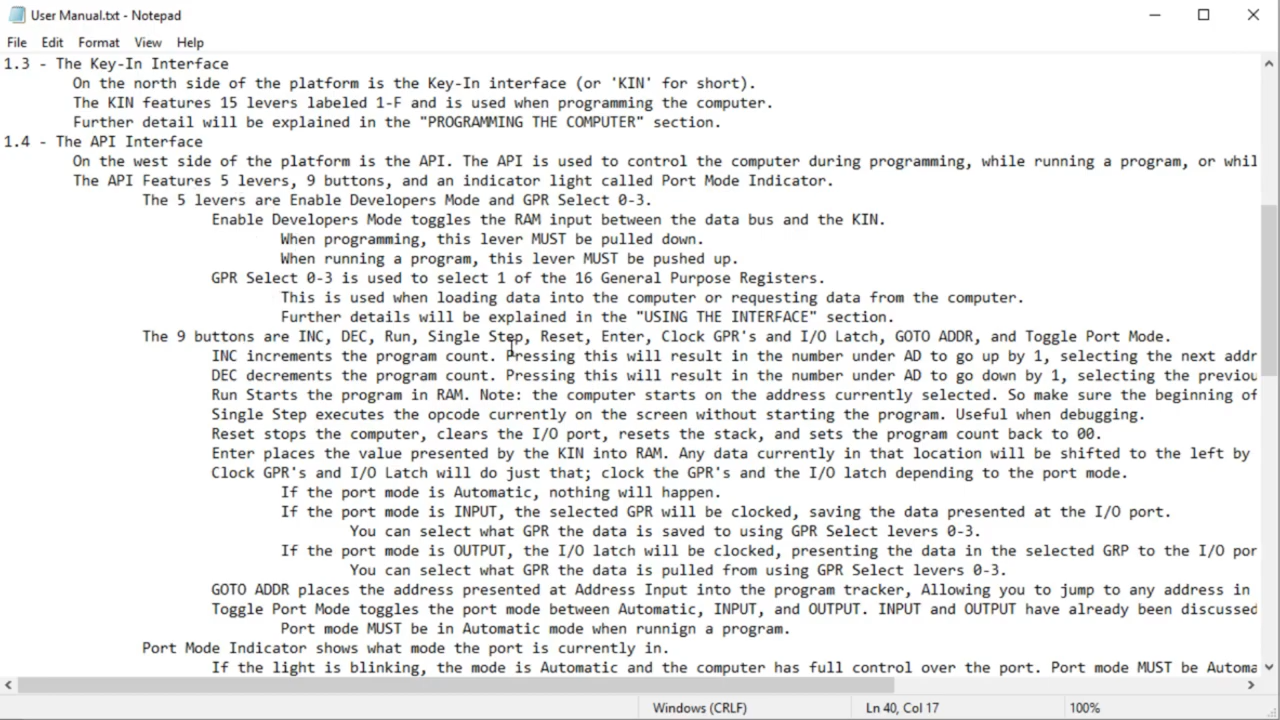 User Manual.txt - Notepad
File Edit Format View Help
1.3 - The Key-In Interface
On the north side of the platform is the Key-In interface (or 'KIN' for short).
The KIN features 15 levers labeled 1-F and is used when programming the computer.
Further detail will be explained in the "PROGRAMMING THE COMPUTER" section.
1.4 - The API Interface
On the west side of the platform is the API. The API is used to control the computer during programming, while running a program, or whil
The API Features 5 levers, 9 buttons, and an indicator light called Port Mode Indicator.
The 5 levers are Enable Developers Mode and GPR Select 0-3.
Enable Developers Mode toggles the RAM input between the data bus and the KIN.
When programming, this lever MUST be pulled down.
When running a program, this lever MUST be pushed up.
GPR Select 0-3 is used to select 1 of the 16 General Purpose Registers.
This is used when loading data into the computer or requesting data from the computer.
Further details will be explained in the "USING THE INTERFACE" section.
The 9 buttons are INC, DEC, Run, Single Step, Reset, Enter, Clock GPR's and I/O Latch, GOTO ADDR, and Toggle Port Mode.
INC increments the program count. Pressing this will result in the number under AD to go up by 1, selecting the next addr
DEC decrements the program count. Pressing this will result in the number under AD to go down by 1, selecting the previou
Run Starts the program in RAM. Note: the computer starts on the address currently selected. So make sure the beginning of
Single Step executes the opcode currently on the screen without starting the program. Useful when debugging.
Reset stops the computer, clears the I/O port, resets the stack, and sets the program count back to 00.
Enter places the value presented by the KIN into RAM. Any data currently in that location will be shifted to the left by
Clock GPR's and I/O Latch will do just that; clock the GPR's and the I/O latch depending to the port mode.
If the port mode is Automatic, nothing will happen.
If the port mode is INPUT, the selected GPR will be clocked, saving the data presented at the I/O port.
You can select what GPR the data is saved to using GPR Select levers 0-3.
If the port mode is OUTPUT, the I/O latch will be clocked, presenting the data in the selected GRP to the I/O por
You can select what GPR the data is pulled from using GPR Select levers 0-3.
GOTO ADDR places the address presented at Address Input into the program tracker, Allowing you to jump to any address in
Toggle Port Mode toggles the port mode between Automatic, INPUT, and OUTPUT. INPUT and OUTPUT have already been discussed
Port mode MUST be in Automatic mode when runnign a program.
Port Mode Indicator shows what mode the port is currently in.
If the light is blinking, the mode is Automatic and the computer has full control over the port. Port mode MUST be Automa
Windows (CRLF) Ln 40, Col 17 100%